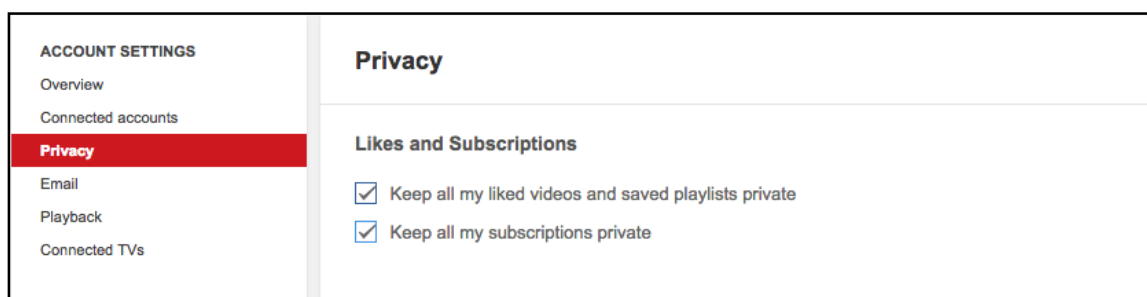 ACCOUNT SETTINGS
Overview
Connected accounts
Privacy
Email
Playback
Connected TVs
Privacy
Likes and Subscriptions
Keep all my liked videos and saved playlists private
Keep all my subscriptions private